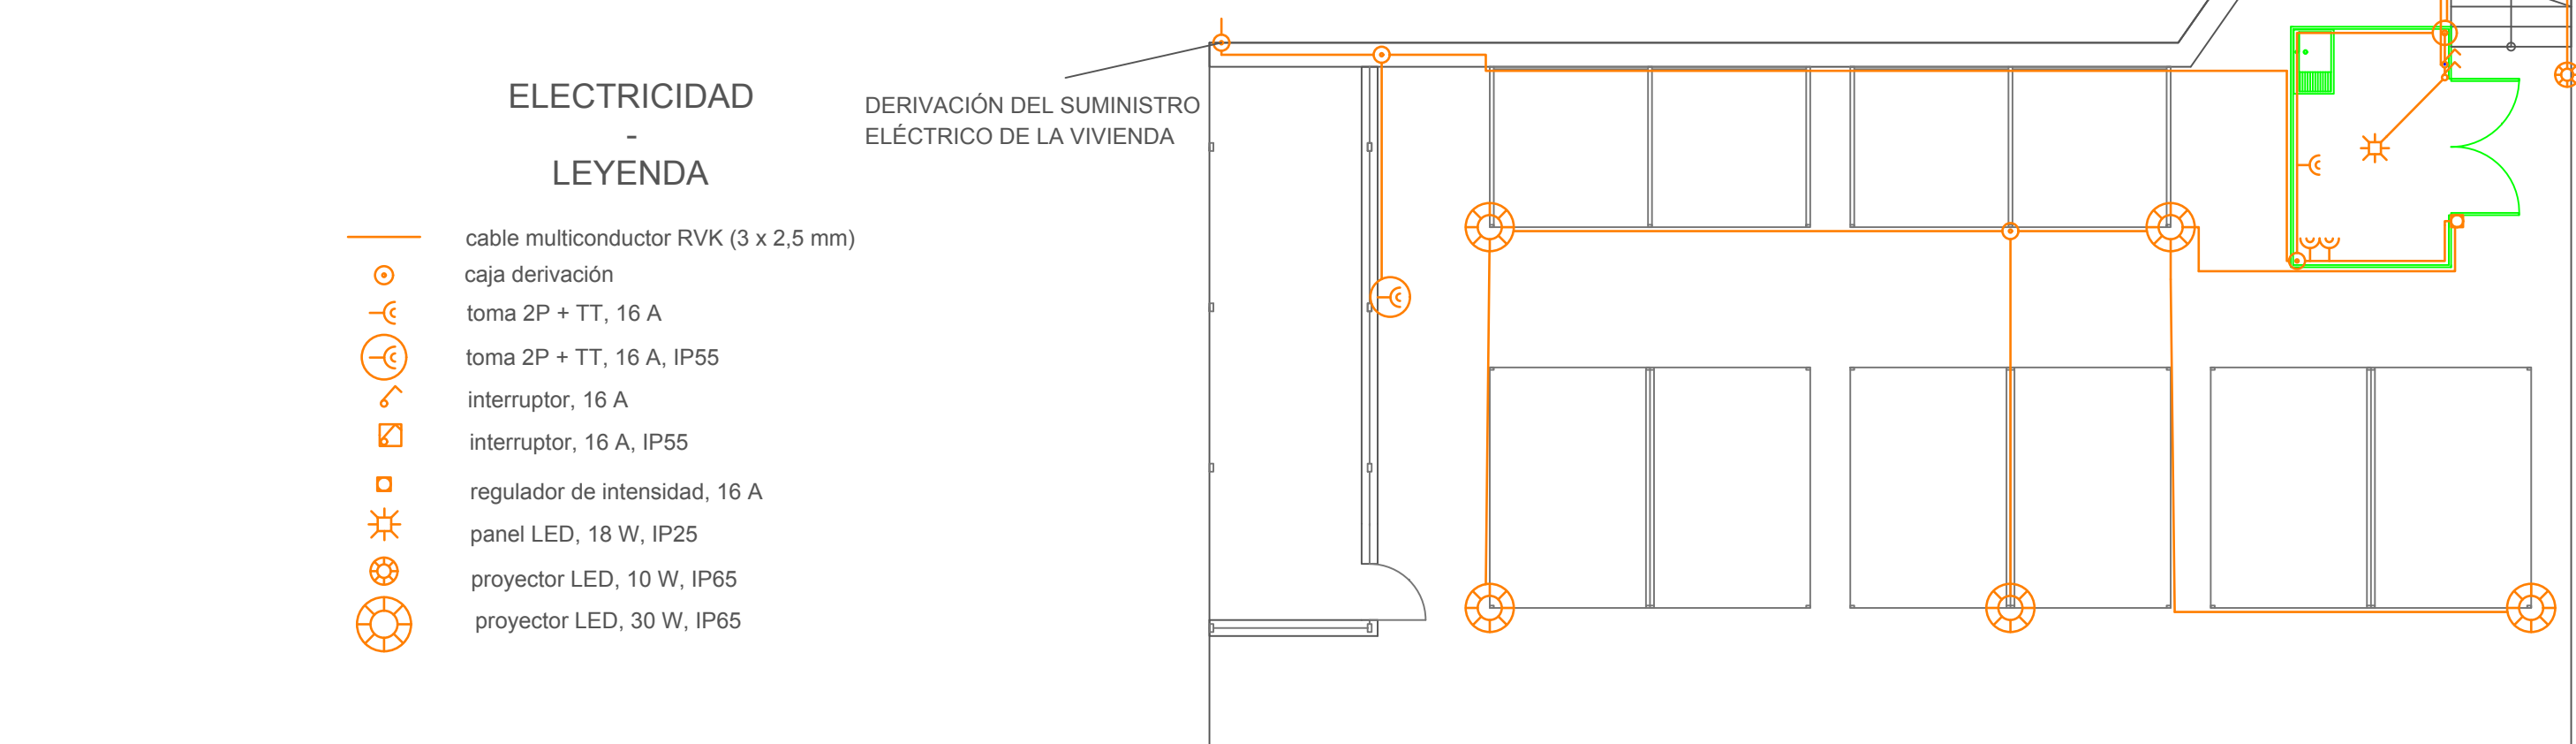 ELECTRICIDAD
-
LEYENDA
DERIVACIÓN DEL SUMINISTRO
ELÉCTRICO DE LA VIVIENDA
cable multiconductor RVK (3 x 2,5 mm)
caja derivación
toma 2P + TT, 16 A
toma 2P + TT, 16 A, IP55
interruptor, 16 A
interruptor, 16 A, IP55
regulador de intensidad, 16 A
panel LED, 18 W, IP25
proyector LED, 10 W, IP65
proyector LED, 30 W, IP65